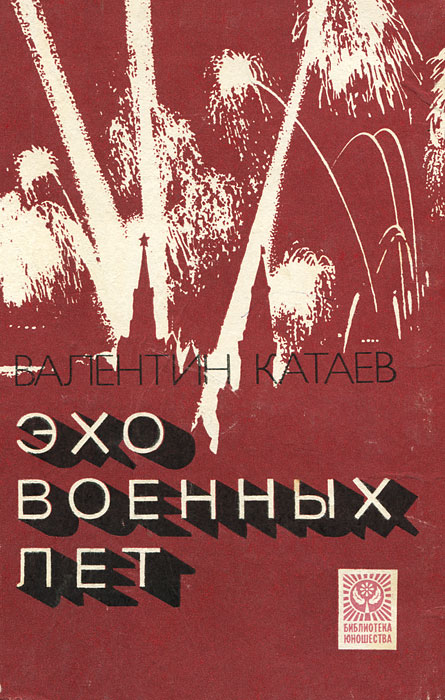 ВАЛЕНТИН КАТАЕВ
ЭХО
ВОЕННЫХ
ЛЕТ
БИБЛИОТЕКА
ЮНОШЕСТВА